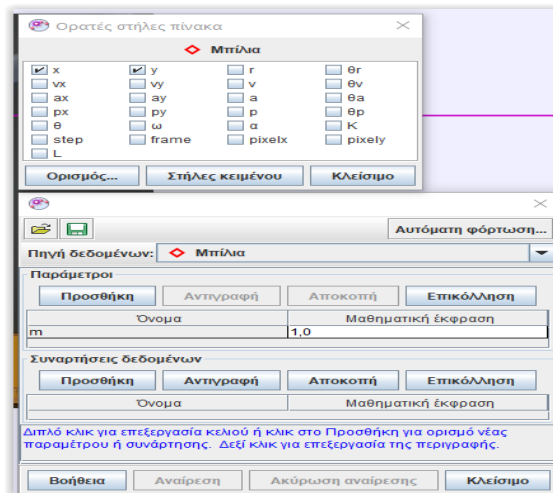 Ορατές στήλες πίνακα
Μπίλια
x y r θr
vx vy v θv
ax ay a θa
px py p θp
θ ω α K
step frame pixelx pixely
L
Ορισμός... Στήλες κειμένου Κλείσιμο
Αυτόματη φόρτωση...
Πηγή δεδομένων: Μπίλια
Παράμετροι
Προσθήκη Αντιγραφή Αποκοπή Επικόλληση
Όνομα Μαθηματική έκφραση
m 1,0
Συναρτήσεις δεδομένων
Προσθήκη Αντιγραφή Αποκοπή Επικόλληση
Όνομα Μαθηματική έκφραση
Διπλό κλικ για επεξεργασία κελιού ή κλικ στο Προσθήκη για ορισμό νέας
παραμέτρου ή συνάρτησης. Δεξί κλικ για επεξεργασία της περιγραφής.
Βοήθεια Αναίρεση Ακύρωση αναίρεσης Κλείσιμο